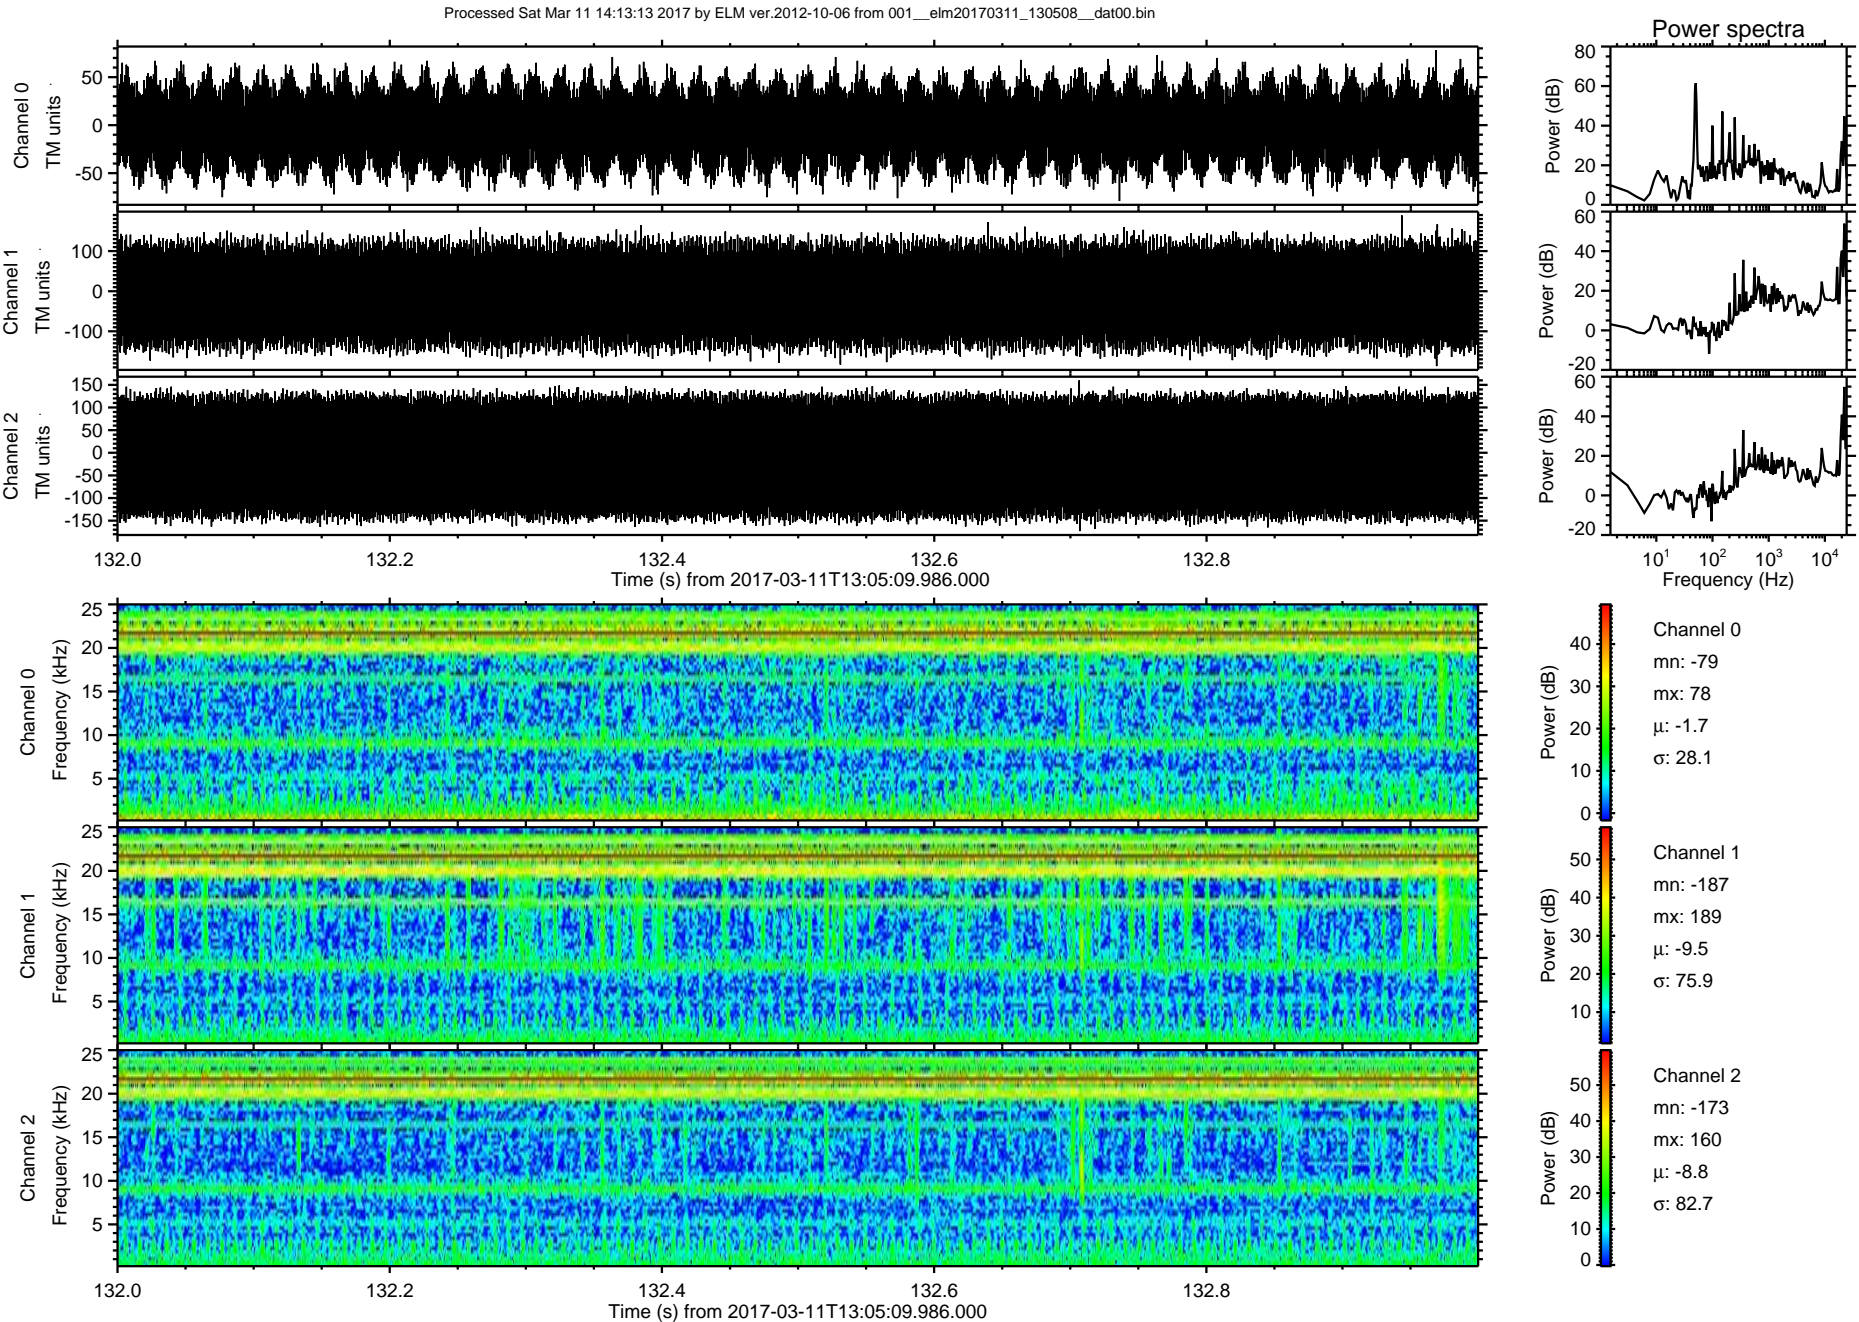 Processed Sat Mar 11 14:13:13 2017 by ELM ver.2012-10-06 from 001__elm20170311_130508__dat00.bin
Power spectra
Channel 0
TM units
50
0
-50
Power (dB)
80
60
40
20
0
Channel 1
TM units
100
0
-100
Power (dB)
60
40
20
0
-20
Channel 2
TM units
150
100
50
0
-50
-100
-150
Power (dB)
60
40
20
0
-20
132.0 132.2 132.4 132.6 132.8
Time (s) from 2017-03-11T13:05:09.986.000
10¹ 10² 10³ 10⁴
Frequency (Hz)
Channel 0
Frequency (kHz)
25
20
15
10
5
Power (dB)
40
30
20
10
0
Channel 0
mn: -79
mx: 78
μ: -1.7
σ: 28.1
Channel 1
Frequency (kHz)
25
20
15
10
5
Power (dB)
50
40
30
20
10
Channel 1
mn: -187
mx: 189
μ: -9.5
σ: 75.9
Channel 2
Frequency (kHz)
25
20
15
10
5
Power (dB)
50
40
30
20
10
0
Channel 2
mn: -173
mx: 160
μ: -8.8
σ: 82.7
132.0 132.2 132.4 132.6 132.8
Time (s) from 2017-03-11T13:05:09.986.000